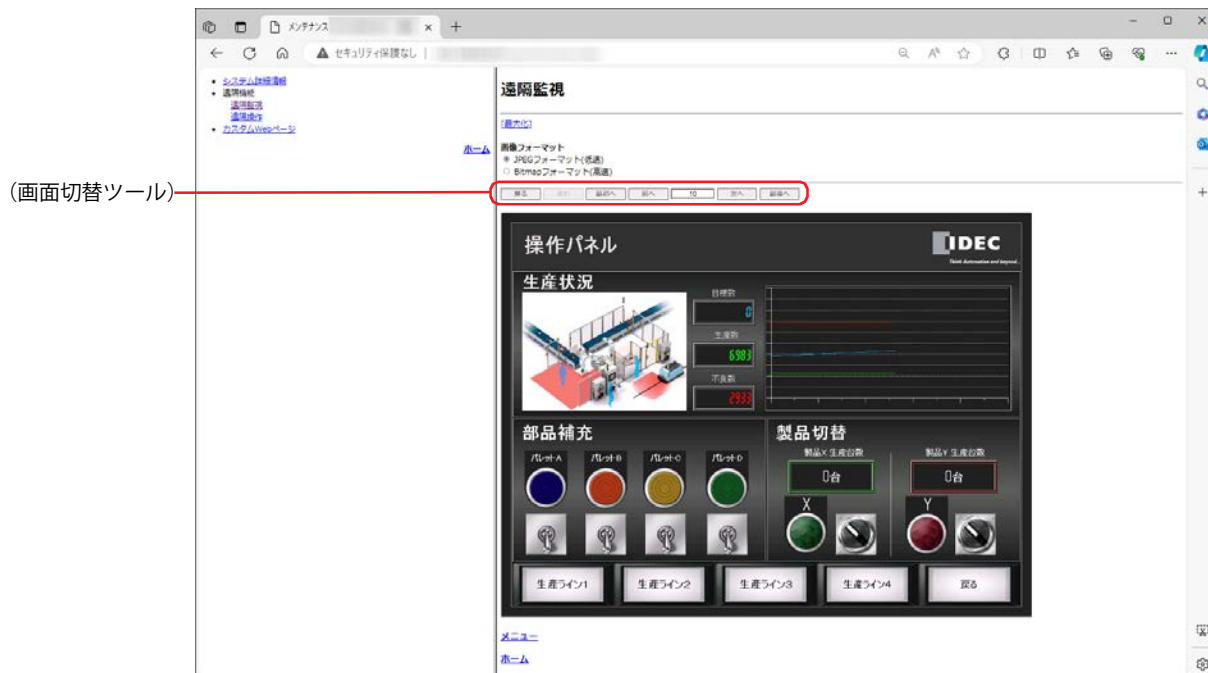 メンテナンス
セキュリティ保護なし
システム詳細情報
遠隔機能
遠隔監視
遠隔操作
カスタムWebページ
ホーム
遠隔監視
[最大化]
画像フォーマット
JPEGフォーマット(低速)
Bitmapフォーマット(高速)
(画面切替ツール)
戻る
最初へ
前へ
10
次へ
最後へ
操作パネル
IDEC
Think Automation and beyond...
生産状況
目標数
0
生産数
6983
不良数
2933
部品補充
パレットA パレットB パレットC パレットD
製品切替
製品X 生産台数 製品Y 生産台数
0台 0台
X Y
生産ライン1 生産ライン2 生産ライン3 生産ライン4 戻る
メニュー
ホーム